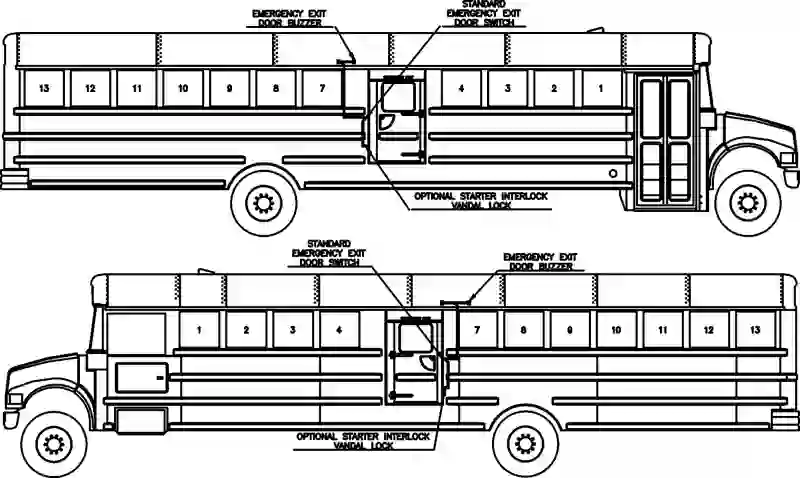 STANDARD
EMERGENCY EXIT
DOOR SWITCH
EMERGENCY EXIT
DOOR BUZZER
13 12 11 10 9 8 7 4 3 2 1
OPTIONAL STARTER INTERLOCK
VANDAL LOCK
STANDARD
EMERGENCY EXIT
DOOR SWITCH
EMERGENCY EXIT
DOOR BUZZER
1 2 3 4 7 8 9 10 11 12 13
OPTIONAL STARTER INTERLOCK
VANDAL LOCK